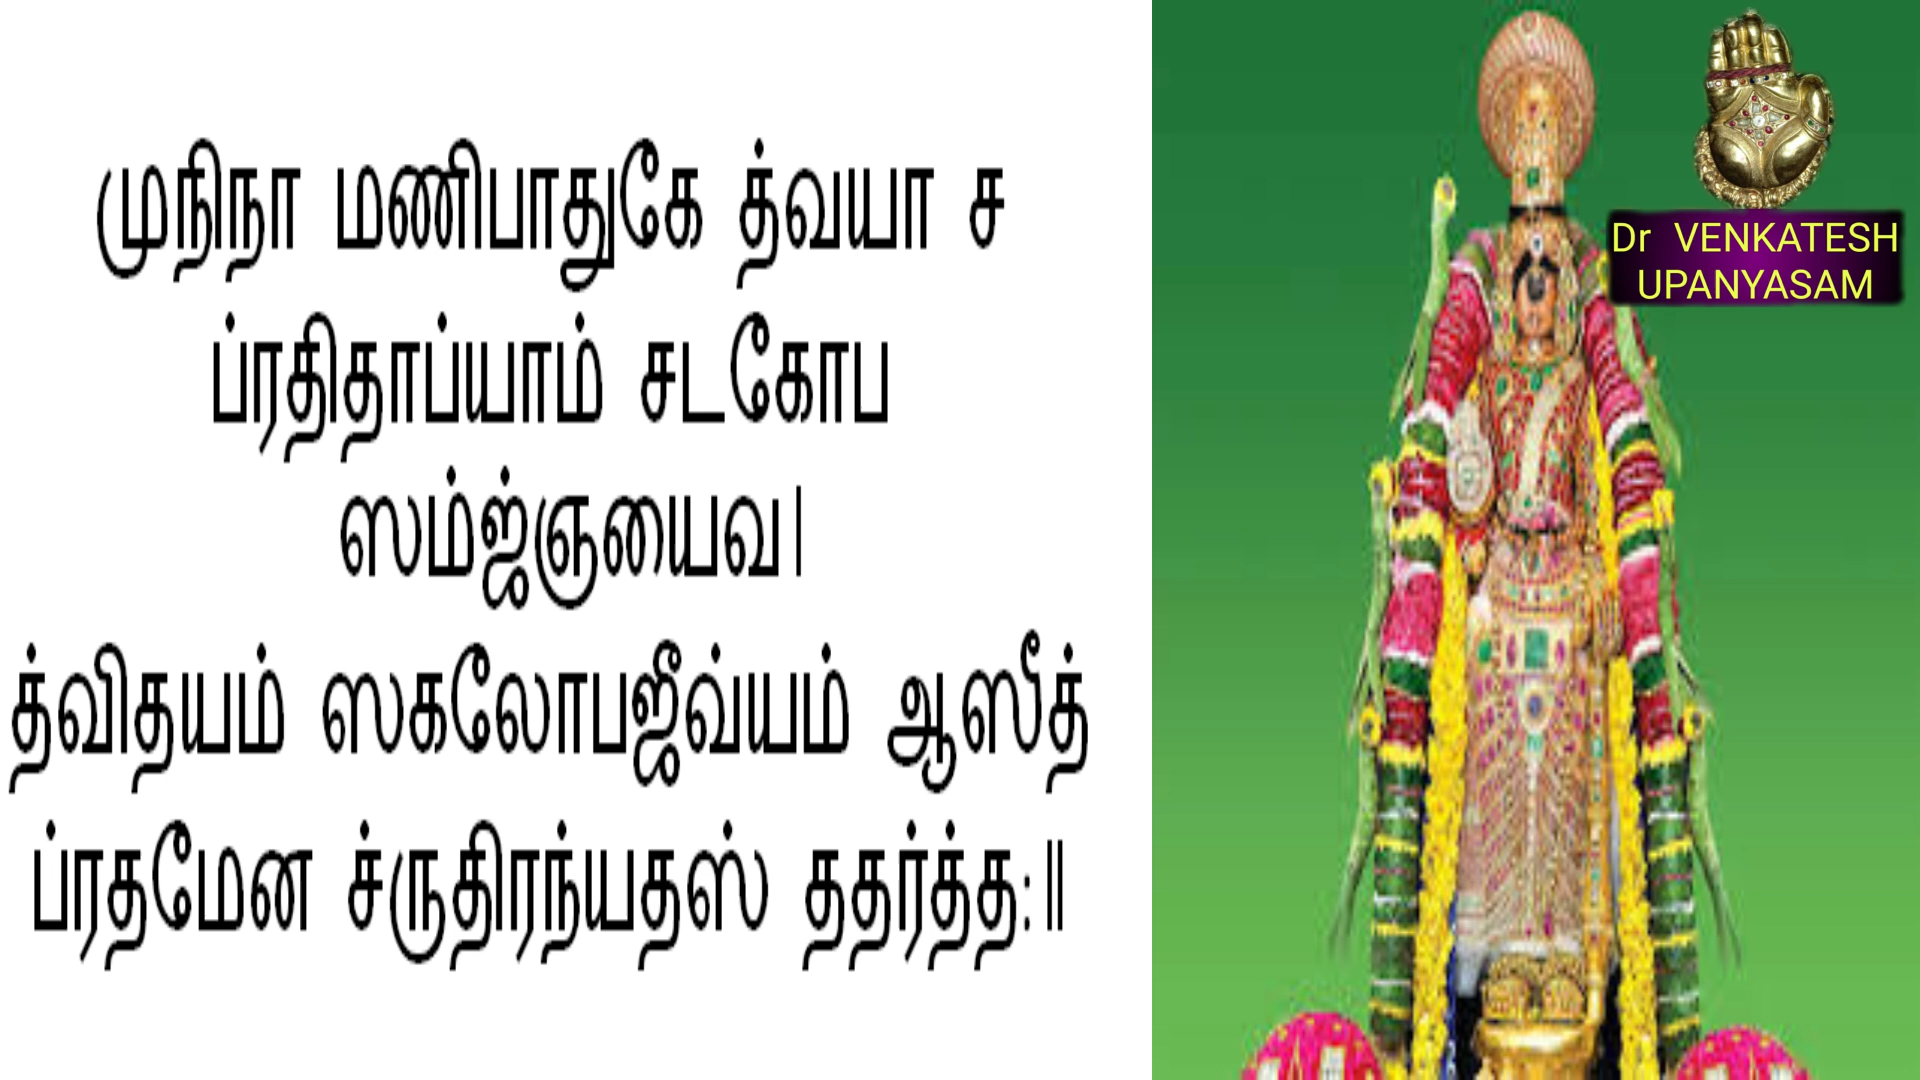 முநிநா மணிபாதுகே த்வயா ச
ப்ரதிதாப்யாம் சடகோப
ஸம்ஜ்ஞயைவ|
த்விதயம் ஸகலோபஜீவ்யம் ஆஸீத்
ப்ரதமேன ச்ருதிரந்யதஸ் ததர்த்த:||
Dr VENKATESH
UPANYASAM